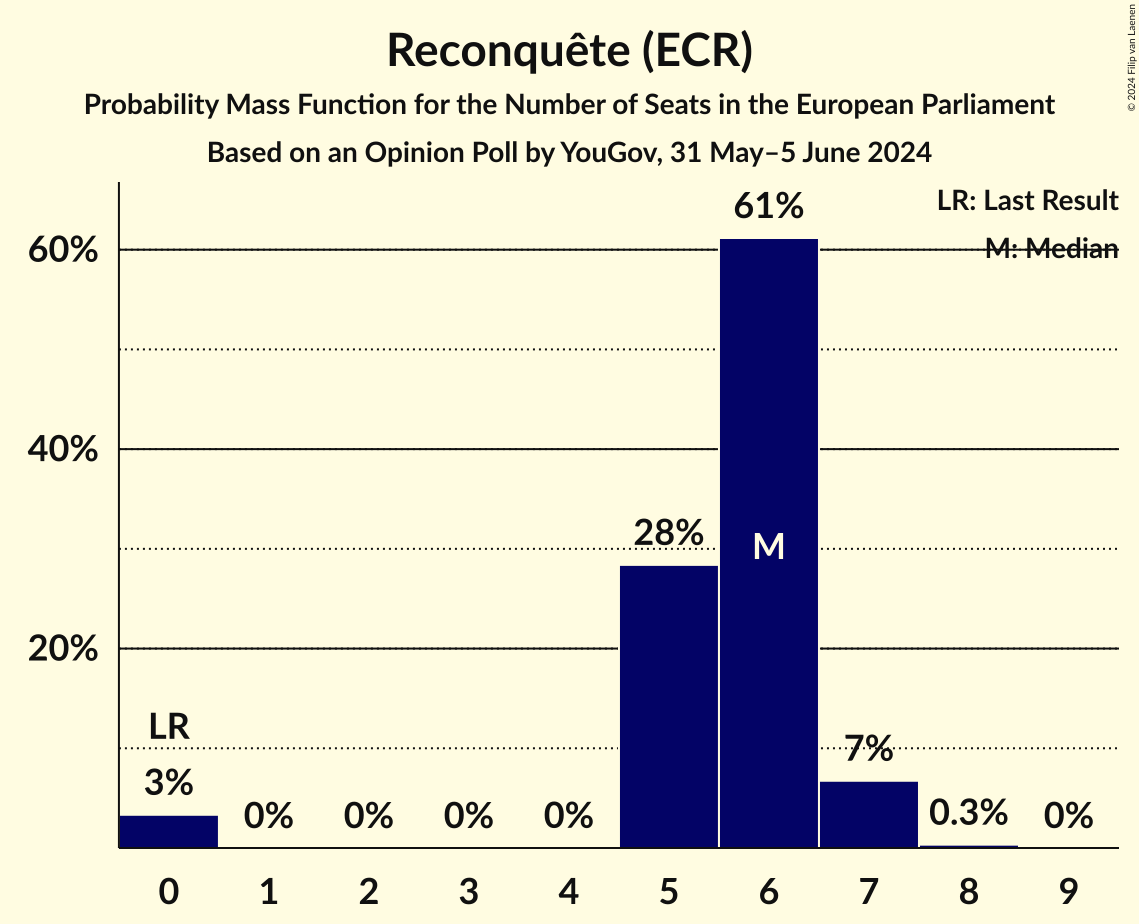 Reconquête (ECR)
Probability Mass Function for the Number of Seats in the European Parliament
Based on an Opinion Poll by YouGov, 31 May–5 June 2024
© 2024 Filip van Laenen
LR: Last Result
M: Median
61%
60%
40%
28%
M
20%
LR
3%
0%
0%
0%
0%
7%
0.3%
0%
0 1 2 3 4 5 6 7 8 9